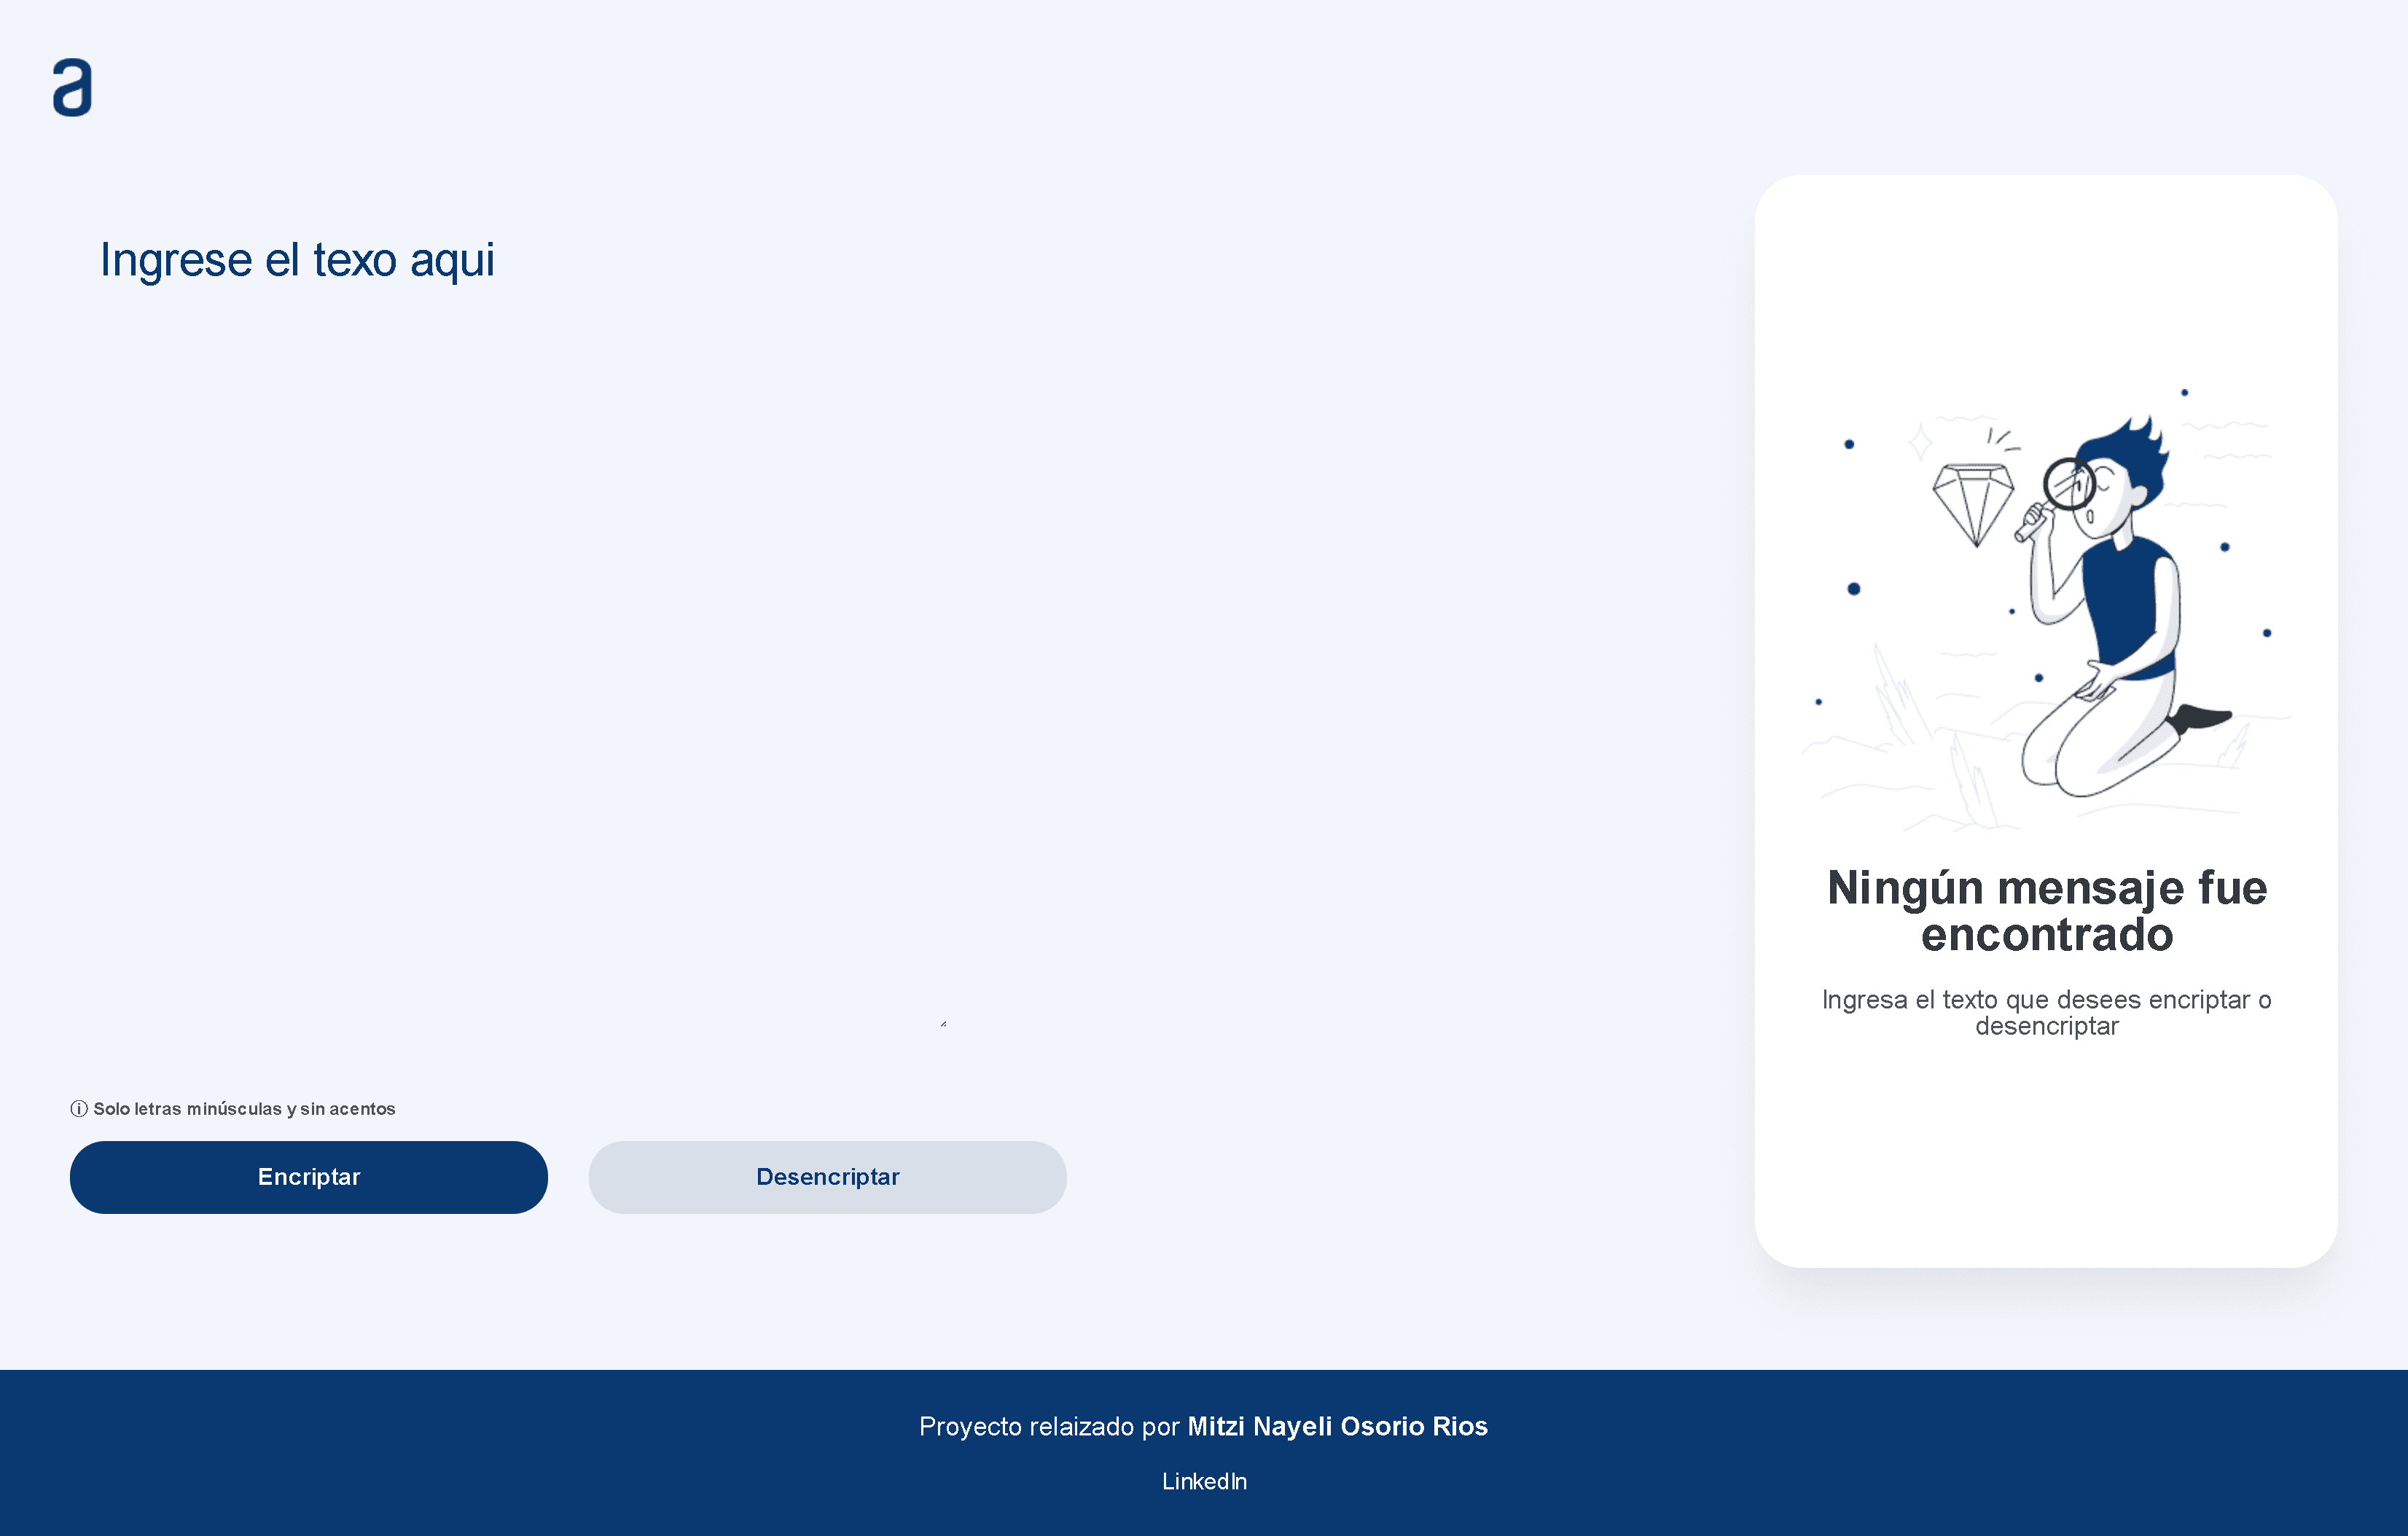 a
Ingrese el texo aqui
Ningún mensaje fue
encontrado
Ingresa el texto que desees encriptar o
desencriptar
ⓘ Solo letras minúsculas y sin acentos
Encriptar
Desencriptar
Proyecto relaizado por Mitzi Nayeli Osorio Rios
LinkedIn